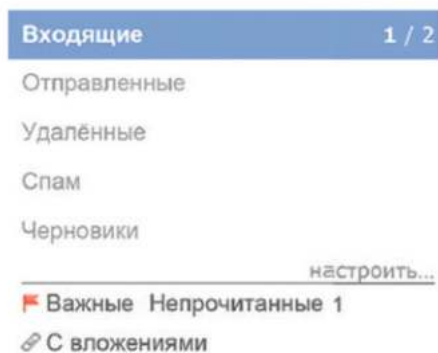 Входящие 1 / 2
Отправленные
Удалённые
Спам
Черновики
настроить...
Важные Непрочитанные 1
С вложениями